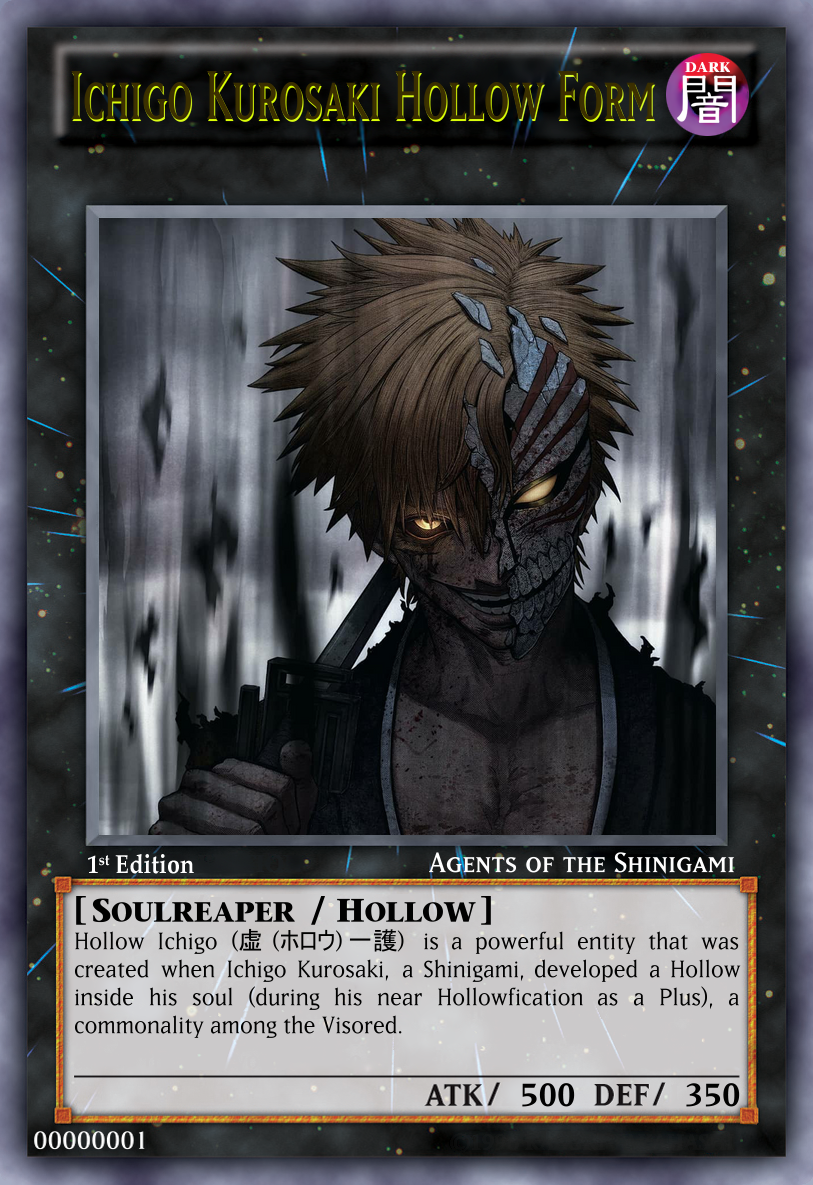 Ichigo Kurosaki Hollow Form
DARK
闇
1st Edition
Agents of the Shinigami
[Soulreaper / Hollow]
Hollow Ichigo (虚 (ホロウ) 一護) is a powerful entity that was
created when Ichigo Kurosaki, a Shinigami, developed a Hollow
inside his soul (during his near Hollowfication as a Plus), a
commonality among the Visored.
ATK/ 500 DEF/ 350
00000001